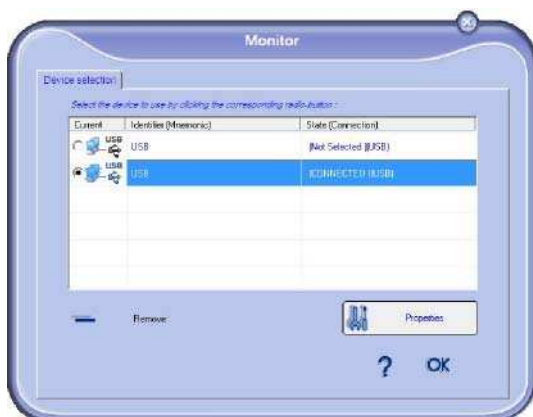 Monitor
Device selection
Select the device to use by clicking the corresponding radio-button :
Current Identifier (Mnemonic) State (Connection)
USB USB (Not Selected )(USB)
USB USB (CONNECTED )(USB)
Remove Properties
? OK